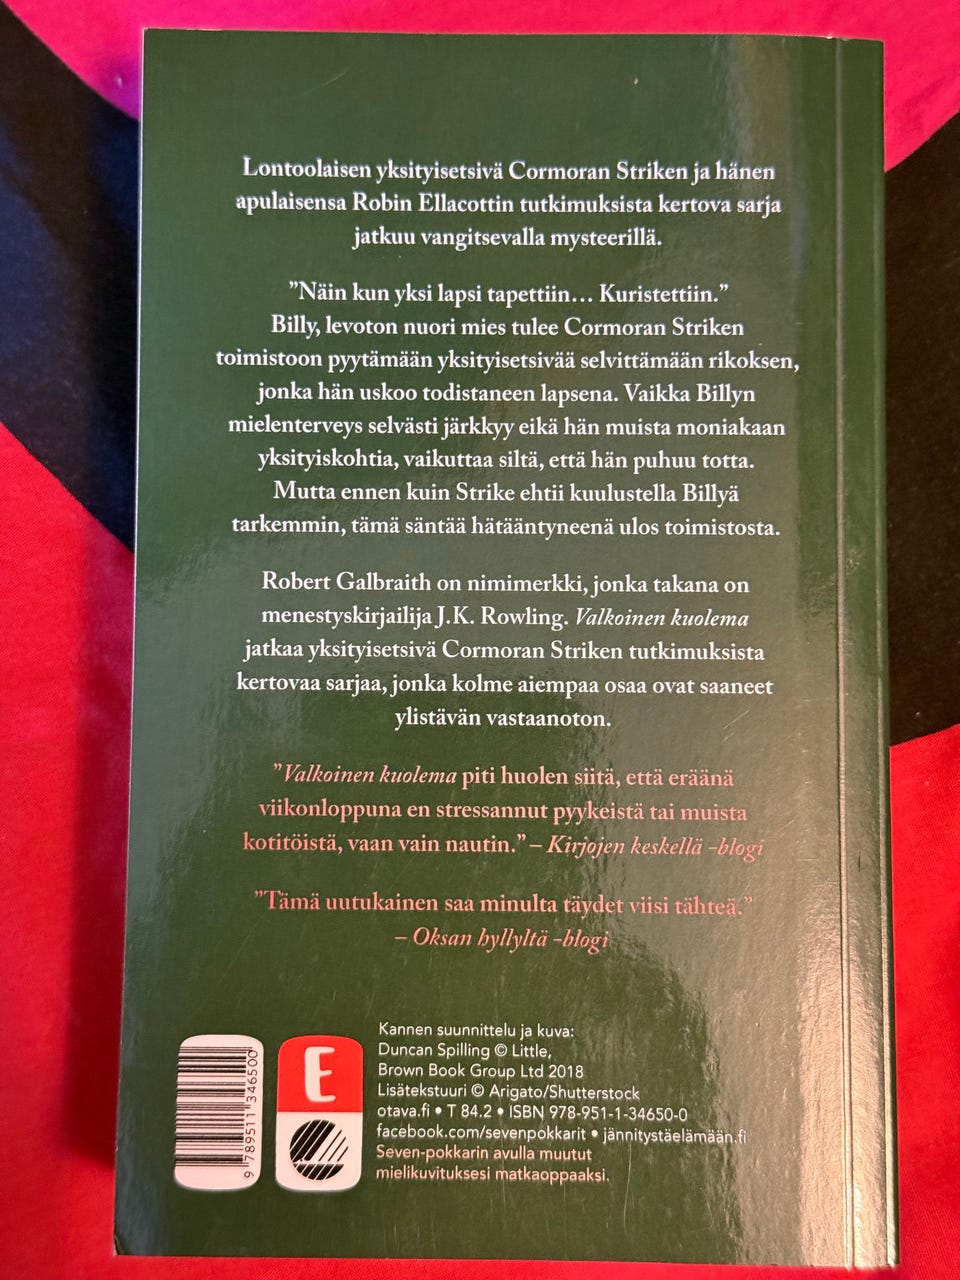 Lontoolaisen yksityisetsivä Cormoran Striken ja hänen
apulaisensa Robin Ellacottin tutkimuksista kertova sarja
jatkuu vangitsevalla mysteerillä.
”Näin kun yksi lapsi tapettiin… Kuristettiin.”
Billy, levoton nuori mies tulee Cormoran Striken
toimistoon pyytämään yksityisetsivää selvittämään rikoksen,
jonka hän uskoo todistaneen lapsena. Vaikka Billyn
mielenterveys selvästi järkkyy eikä hän muista moniakaan
yksityiskohtia, vaikuttaa siltä, että hän puhuu totta.
Mutta ennen kuin Strike ehtii kuulustella Billyä
tarkemmin, tämä säntää hätääntyneenä ulos toimistosta.
Robert Galbraith on nimimerkki, jonka takana on
menestyskirjailija J.K. Rowling. Valkoinen kuolema
jatkaa yksityisetsivä Cormoran Striken tutkimuksista
kertovaa sarjaa, jonka kolme aiempaa osaa ovat saaneet
ylistävän vastaanoton.
”Valkoinen kuolema piti huolen siitä, että eräänä
viikonloppuna en stressannut pyykeistä tai muista
kotitöistä, vaan vain nautin.” – Kirjojen keskellä -blogi
”Tämä uutukainen saa minulta täydet viisi tähteä.”
– Oksan hyllyltä -blogi
Kannen suunnittelu ja kuva:
Duncan Spilling © Little,
Brown Book Group Ltd 2018
Lisätekstuuri © Arigato/Shutterstock
otava.fi • T 84.2 • ISBN 978-951-1-34650-0
facebook.com/sevenpokkarit • jännitystäelämään.fi
Seven-pokkarin avulla muutut
mielikuvituksesi matkaoppaaksi.
E
9 789511 346500